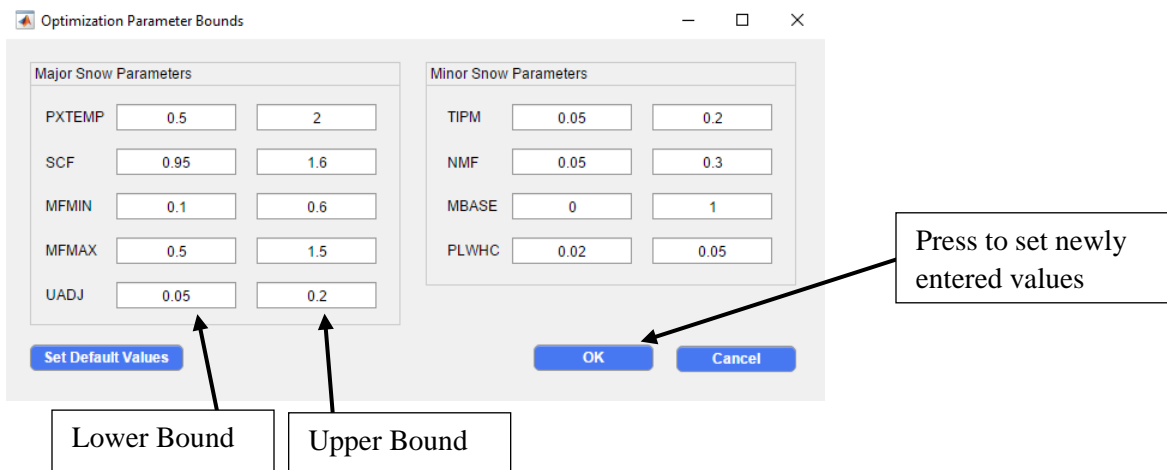 Optimization Parameter Bounds
Major Snow Parameters
PXTEMP 0.5 2
SCF 0.95 1.6
MFMIN 0.1 0.6
MFMAX 0.5 1.5
UADJ 0.05 0.2
Minor Snow Parameters
TIPM 0.05 0.2
NMF 0.05 0.3
MBASE 0 1
PLWHC 0.02 0.05
Set Default Values OK Cancel
Press to set newly
entered values
Lower Bound
Upper Bound